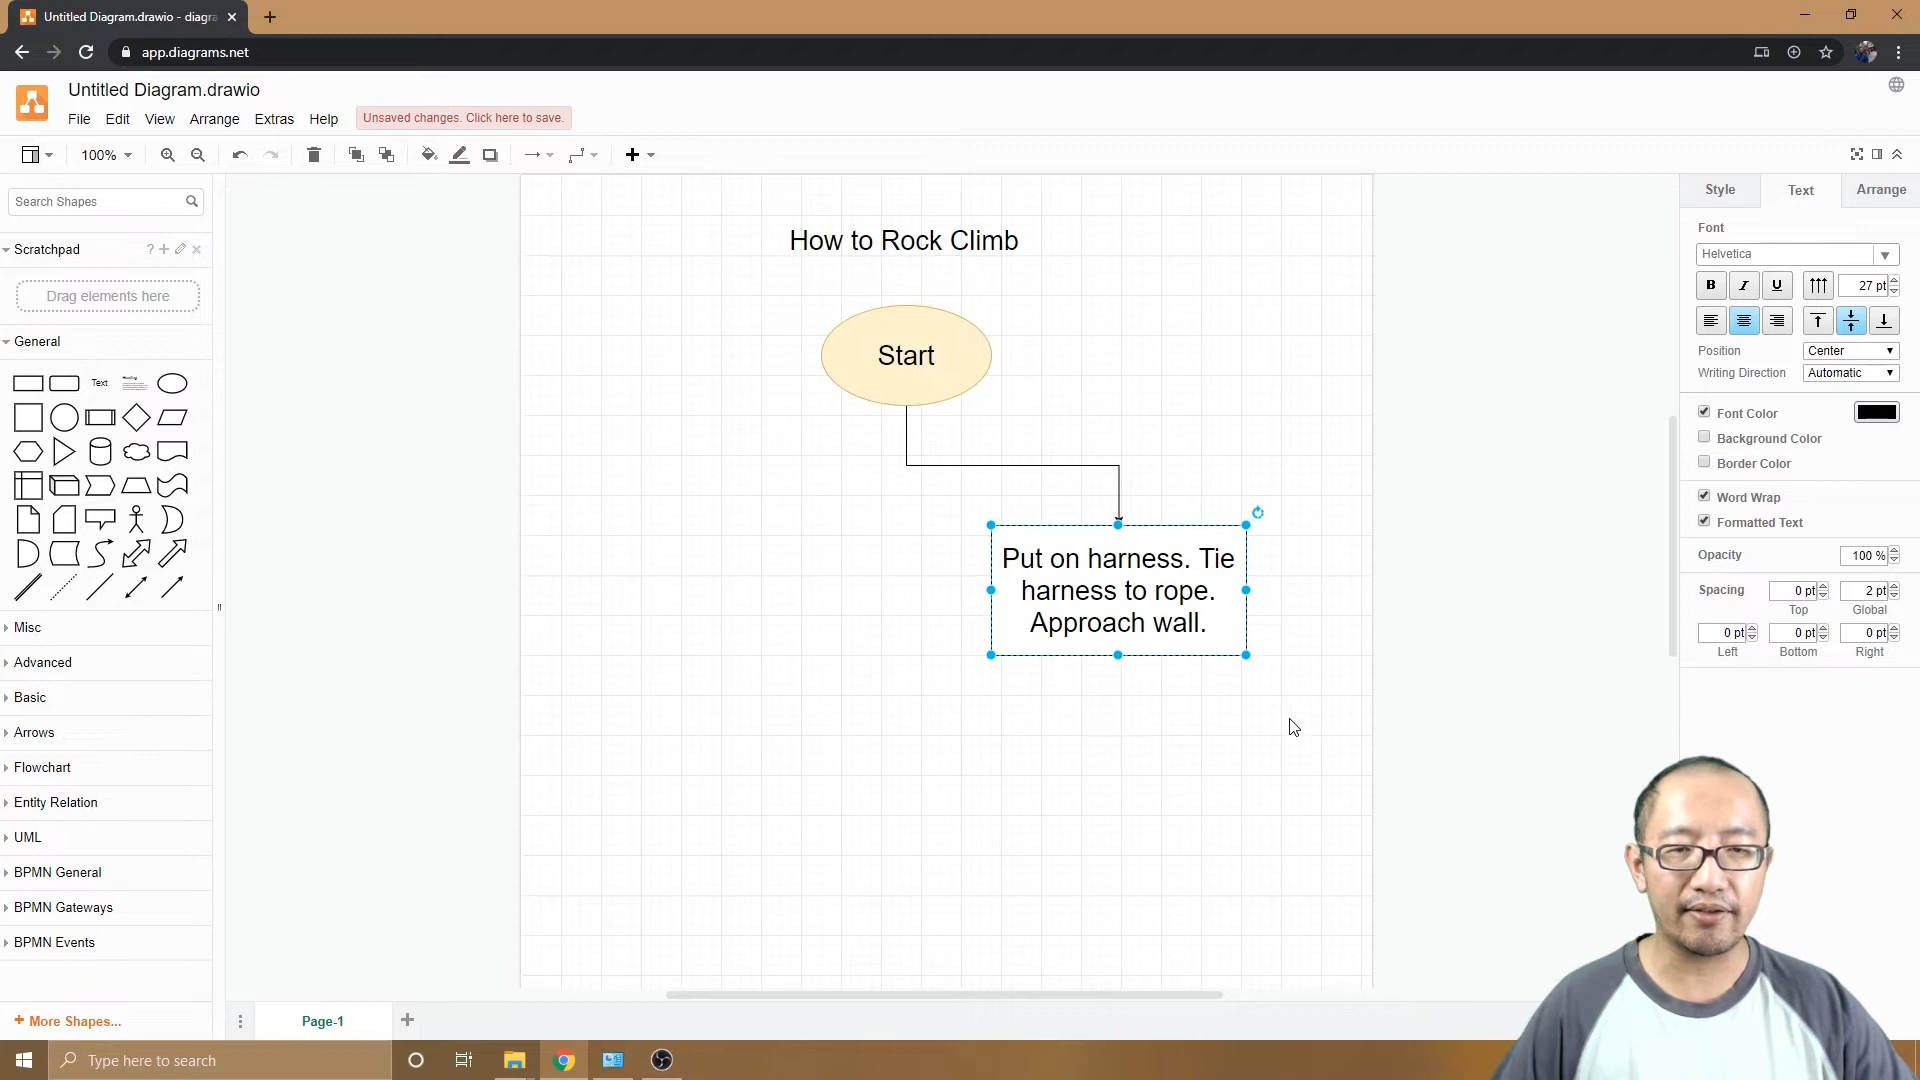 Untitled Diagram.drawio - diagra
app.diagrams.net
Untitled Diagram.drawio
File Edit View Arrange Extras Help Unsaved changes. Click here to save.
100%
Search Shapes
Scratchpad
Drag elements here
General
Text
Misc
Advanced
Basic
Arrows
Flowchart
Entity Relation
UML
BPMN General
BPMN Gateways
BPMN Events
More Shapes...
How to Rock Climb
Start
Put on harness. Tie
harness to rope.
Approach wall.
Page-1
Style Text Arrange
Font
Helvetica
B I U 27 pt
Position Center
Writing Direction Automatic
Font Color
Background Color
Border Color
Word Wrap
Formatted Text
Opacity 100 %
Spacing 0 pt 2 pt
Top Global
0 pt 0 pt 0 pt
Left Bottom Right
Type here to search